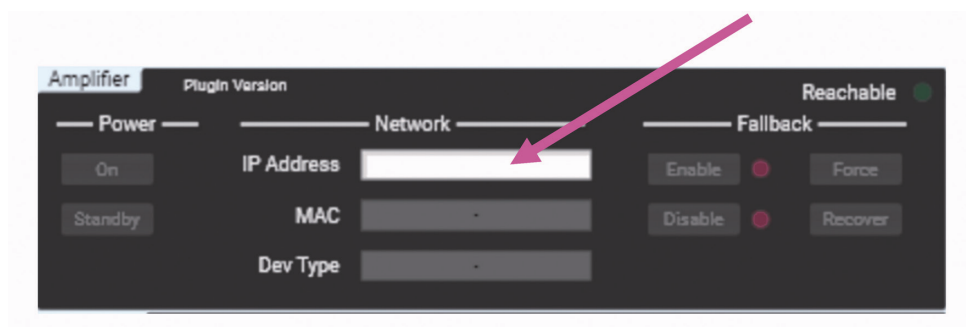 Amplifier Plugin Version
Reachable
Power Network Fallback
On IP Address Enable Force
Standby MAC - Disable Recover
Dev Type -